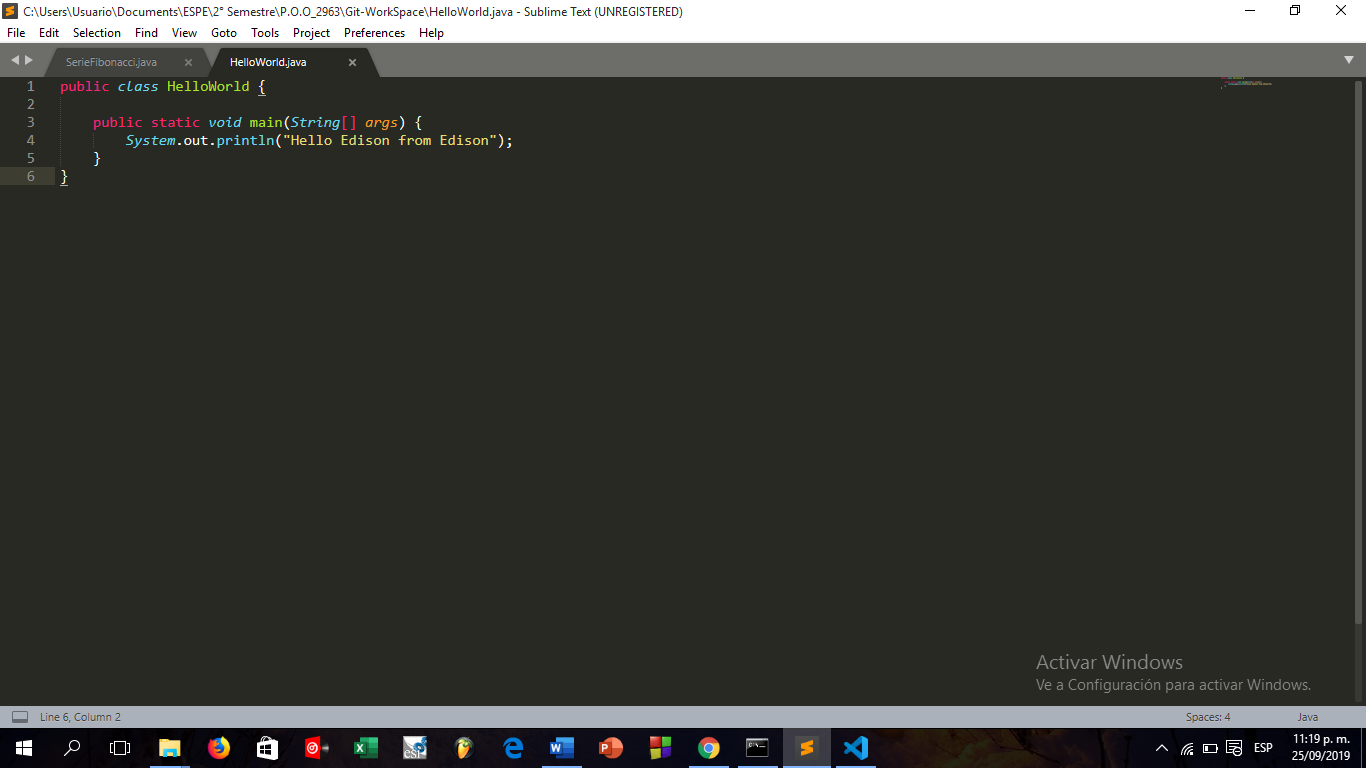 C:\Users\Usuario\Documents\ESPE\2° Semestre\P.O.O_2963\Git-WorkSpace\HelloWorld.java - Sublime Text (UNREGISTERED)
File Edit Selection Find View Goto Tools Project Preferences Help
SerieFibonacci.java HelloWorld.java
1 public class HelloWorld {
2
3     public static void main(String[] args) {
4         System.out.println("Hello Edison from Edison");
5     }
6 }
Activar Windows
Ve a Configuración para activar Windows.
Line 6, Column 2 Spaces: 4 Java
ESP 11:19 p. m.
25/09/2019